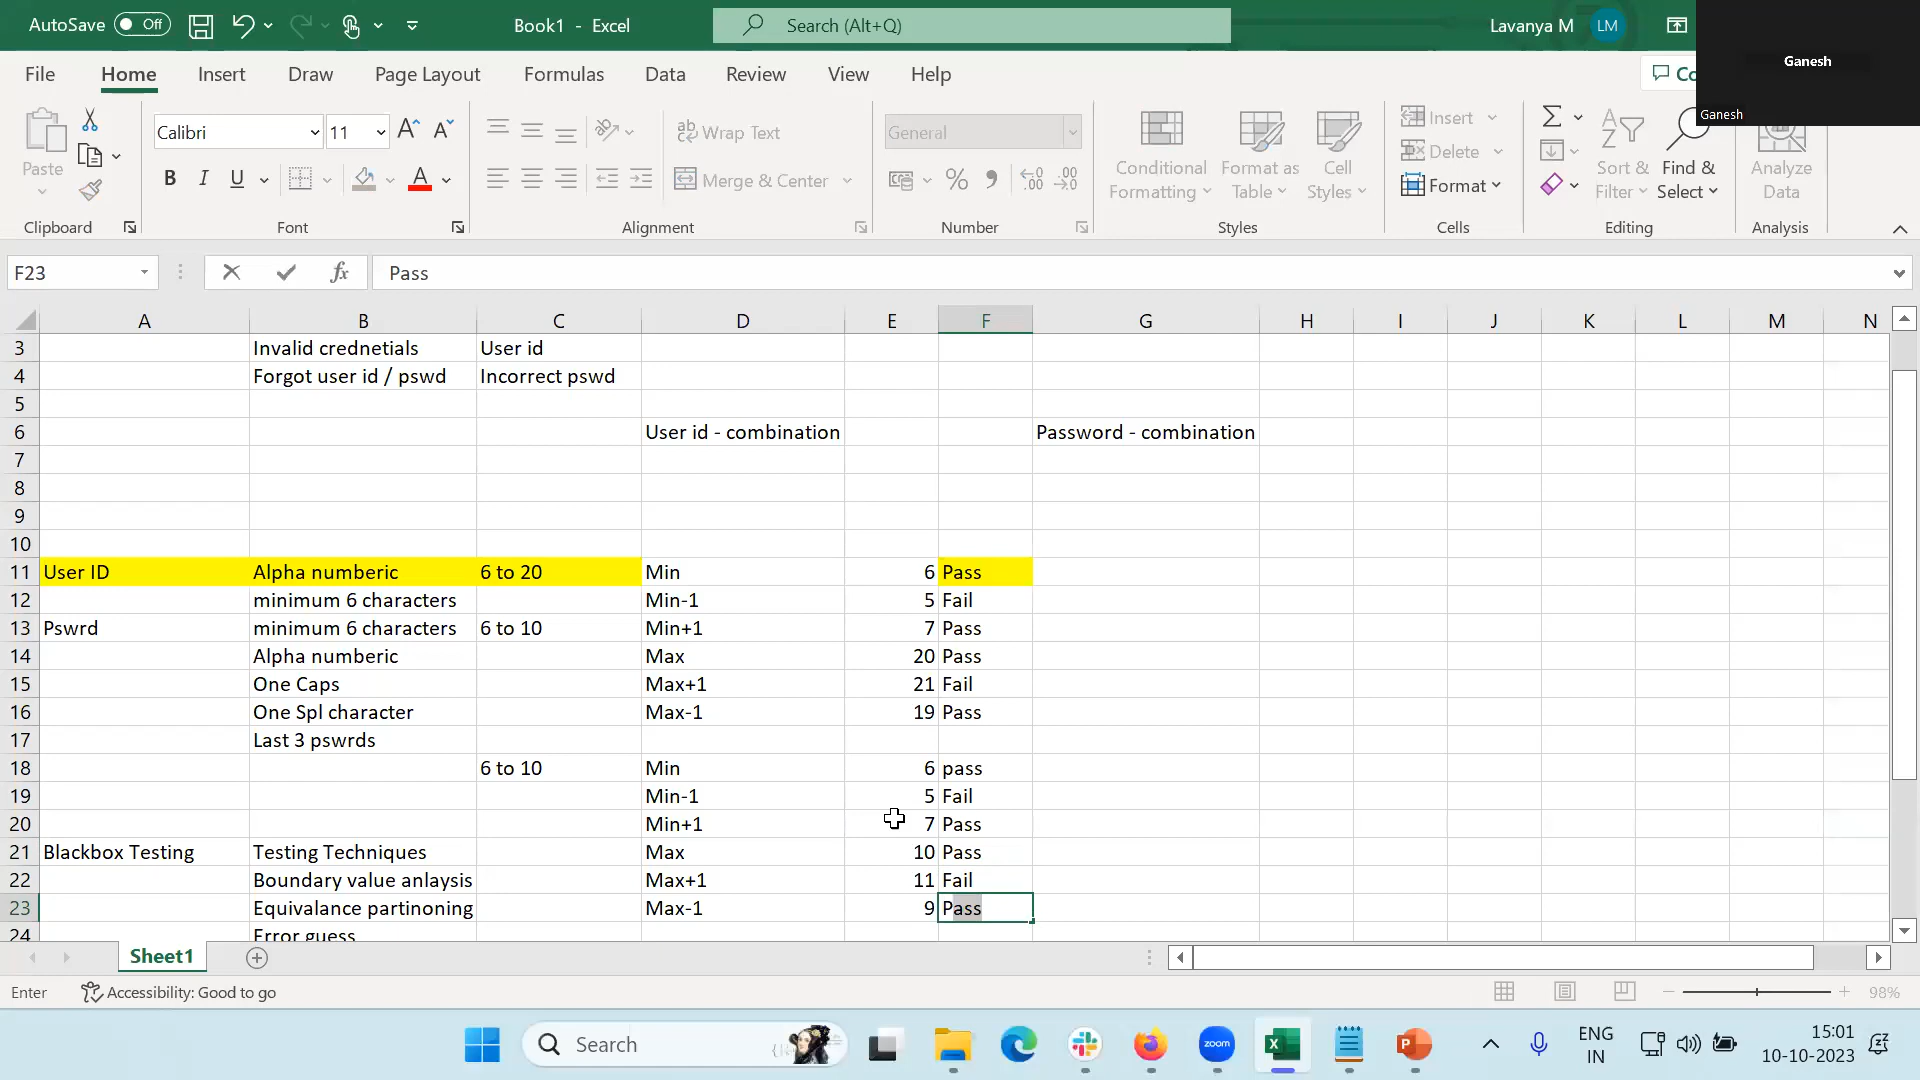 AutoSave Off Book1 - Excel Search (Alt+Q) Lavanya M LM
Ganesh
Ganesh
File Home Insert Draw Page Layout Formulas Data Review View Help Co
Calibri 11 ab Wrap Text General Insert
Paste Conditional Format as Cell Delete Sort & Find & Analyze
B I U A Merge & Center % Formatting Table Styles Format Filter Select Data
Clipboard Font Alignment Number Styles Cells Editing Analysis
F23 fx Pass
A B C D E F G H I J K L M N
3 Invalid crednetials User id
4 Forgot user id / pswd Incorrect pswd
5
6 User id - combination Password - combination
7
8
9
10
11 User ID Alpha numberic 6 to 20 Min 6 Pass
12 minimum 6 characters Min-1 5 Fail
13 Pswrd minimum 6 characters 6 to 10 Min+1 7 Pass
14 Alpha numberic Max 20 Pass
15 One Caps Max+1 21 Fail
16 One Spl character Max-1 19 Pass
17 Last 3 pswrds
18 6 to 10 Min 6 pass
19 Min-1 5 Fail
20 Min+1 7 Pass
21 Blackbox Testing Testing Techniques Max 10 Pass
22 Boundary value anlaysis Max+1 11 Fail
23 Equivalance partinoning Max-1 9 Pass
24 Error guess
Sheet1
Enter Accessibility: Good to go 98%
Search zoom ENG 15:01
IN 10-10-2023